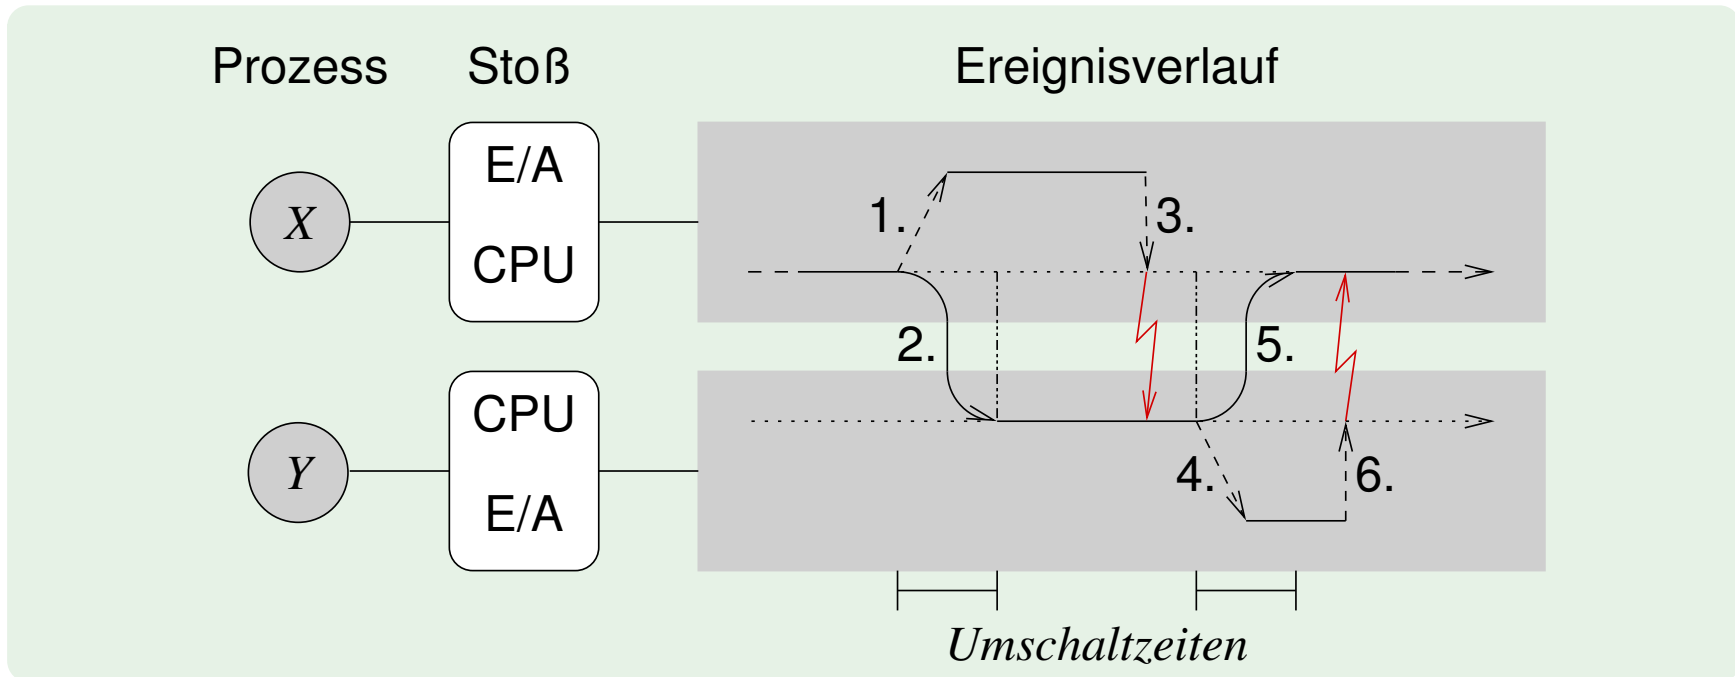 Prozess Stoß Ereignisverlauf
E/A
1. 3.
X
CPU
2. 5.
CPU
Y
4. 6.
E/A
Umschaltzeiten